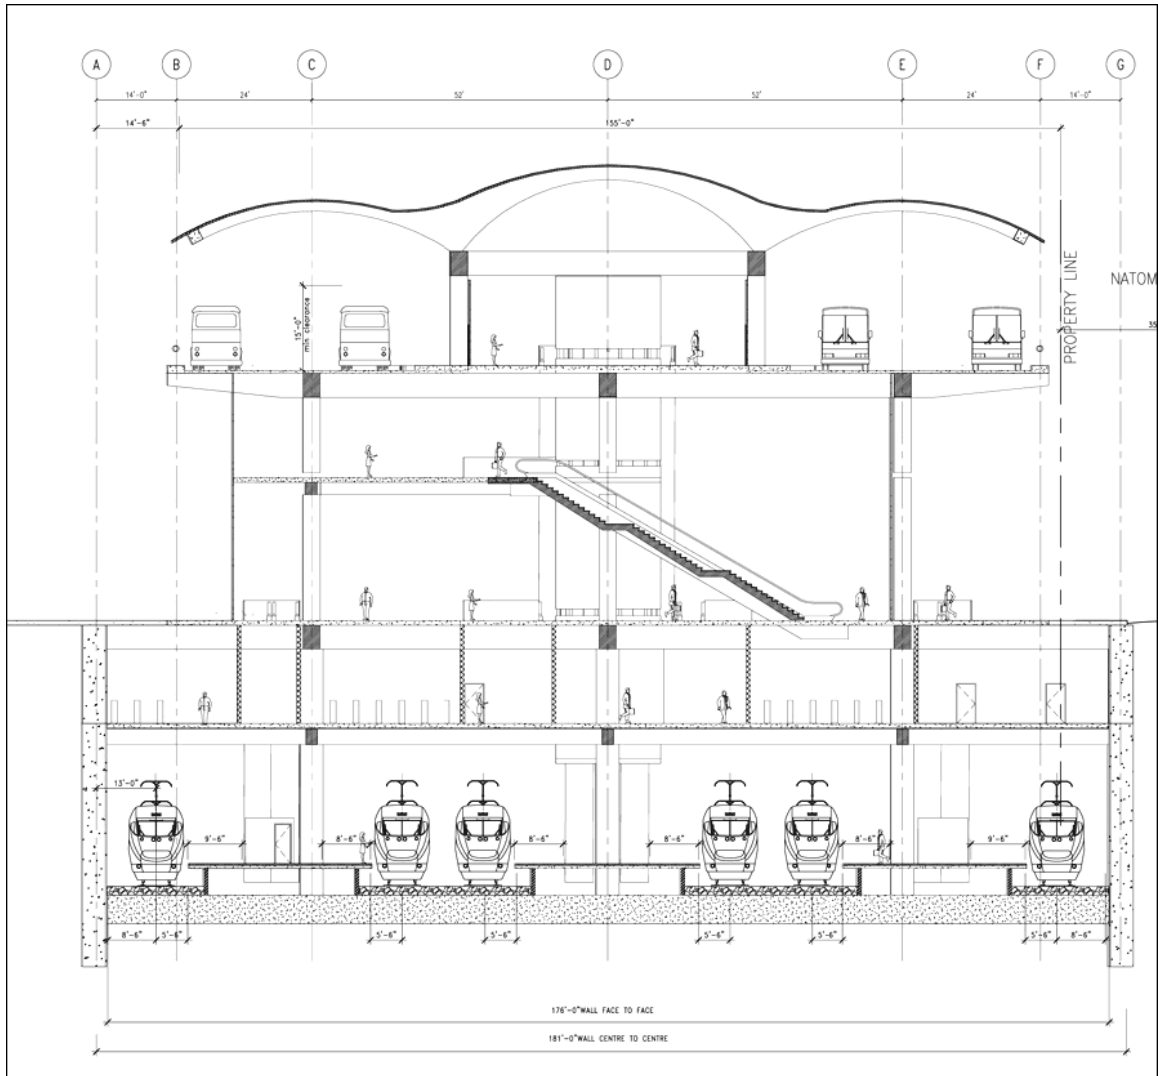 A B C D E F G
14'-0" 24' 52' 52' 24' 14'-0"
14'-6" 155'-0"
PROPERTY LINE
NATOM
15'-0"
min. clearance
35
13'-0"
9'-6" 8'-6" 8'-6" 8'-6" 8'-6" 9'-6"
8'-6" 5'-6" 5'-6" 5'-6" 5'-6" 5'-6" 5'-6" 8'-6"
176'-0"WALL FACE TO FACE
181'-0"WALL CENTRE TO CENTRE